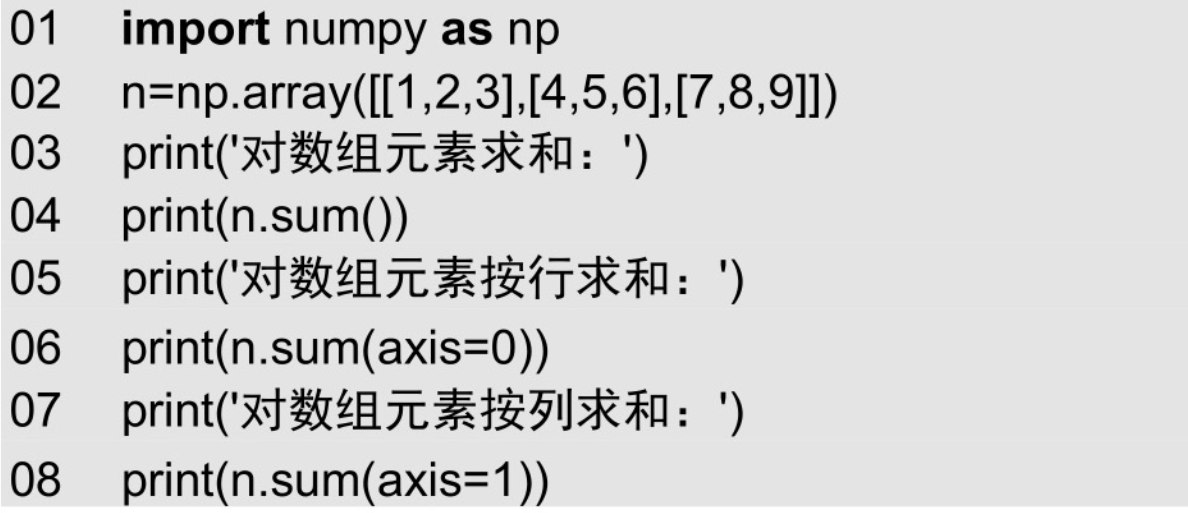 01 import numpy as np
02 n=np.array([[1,2,3],[4,5,6],[7,8,9]])
03 print('对数组元素求和：')
04 print(n.sum())
05 print('对数组元素按行求和：')
06 print(n.sum(axis=0))
07 print('对数组元素按列求和：')
08 print(n.sum(axis=1))